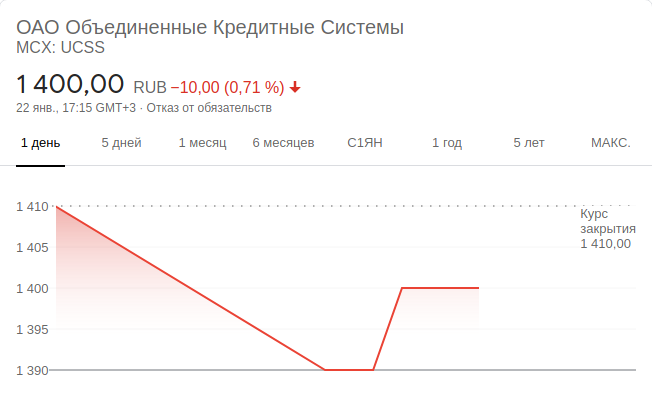 ОАО Объединенные Кредитные Системы
MCX: UCSS
1 400,00 RUB −10,00 (0,71 %)
22 янв., 17:15 GMT+3 · Отказ от обязательств
1 день 5 дней 1 месяц 6 месяцев С1ЯН 1 год 5 лет МАКС.
1 410
Курс
закрытия
1 410,00
1 405
1 400
1 395
1 390